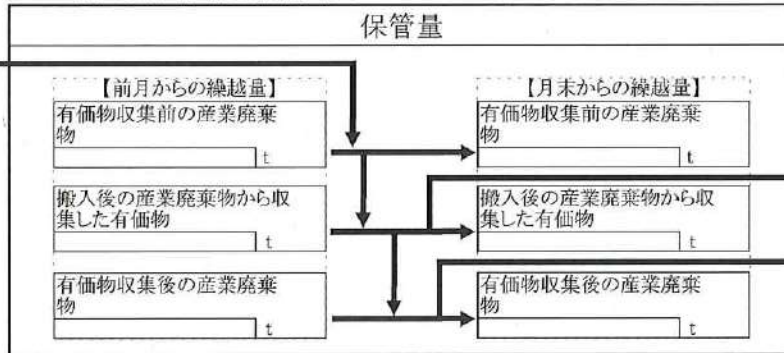 保管量
【前月からの繰越量】
有価物収集前の産業廃棄
物
t
搬入後の産業廃棄物から収
集した有価物
t
有価物収集後の産業廃棄
物
t
【月末からの繰越量】
有価物収集前の産業廃棄
物
t
搬入後の産業廃棄物から収
集した有価物
t
有価物収集後の産業廃棄
物
t